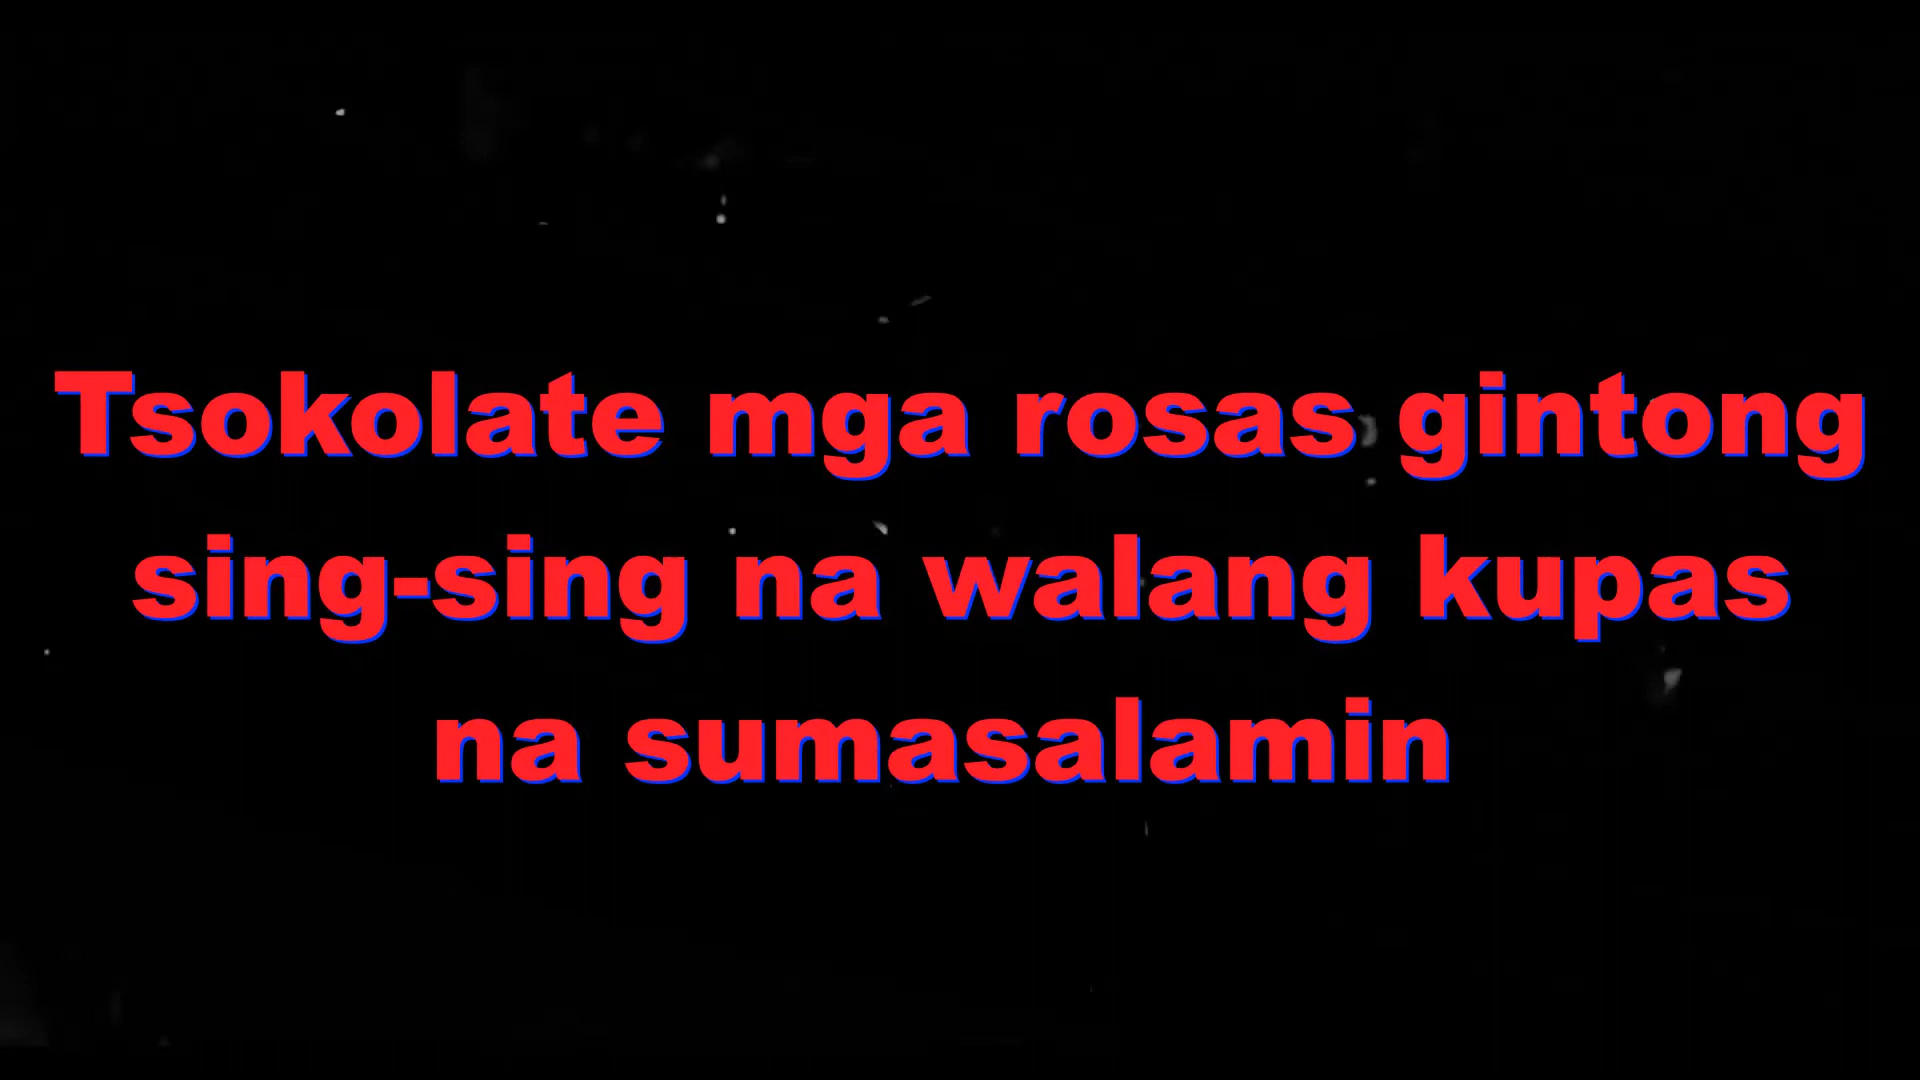 Tsokolate mga rosas gintong
sing-sing na walang kupas
na sumasalamin